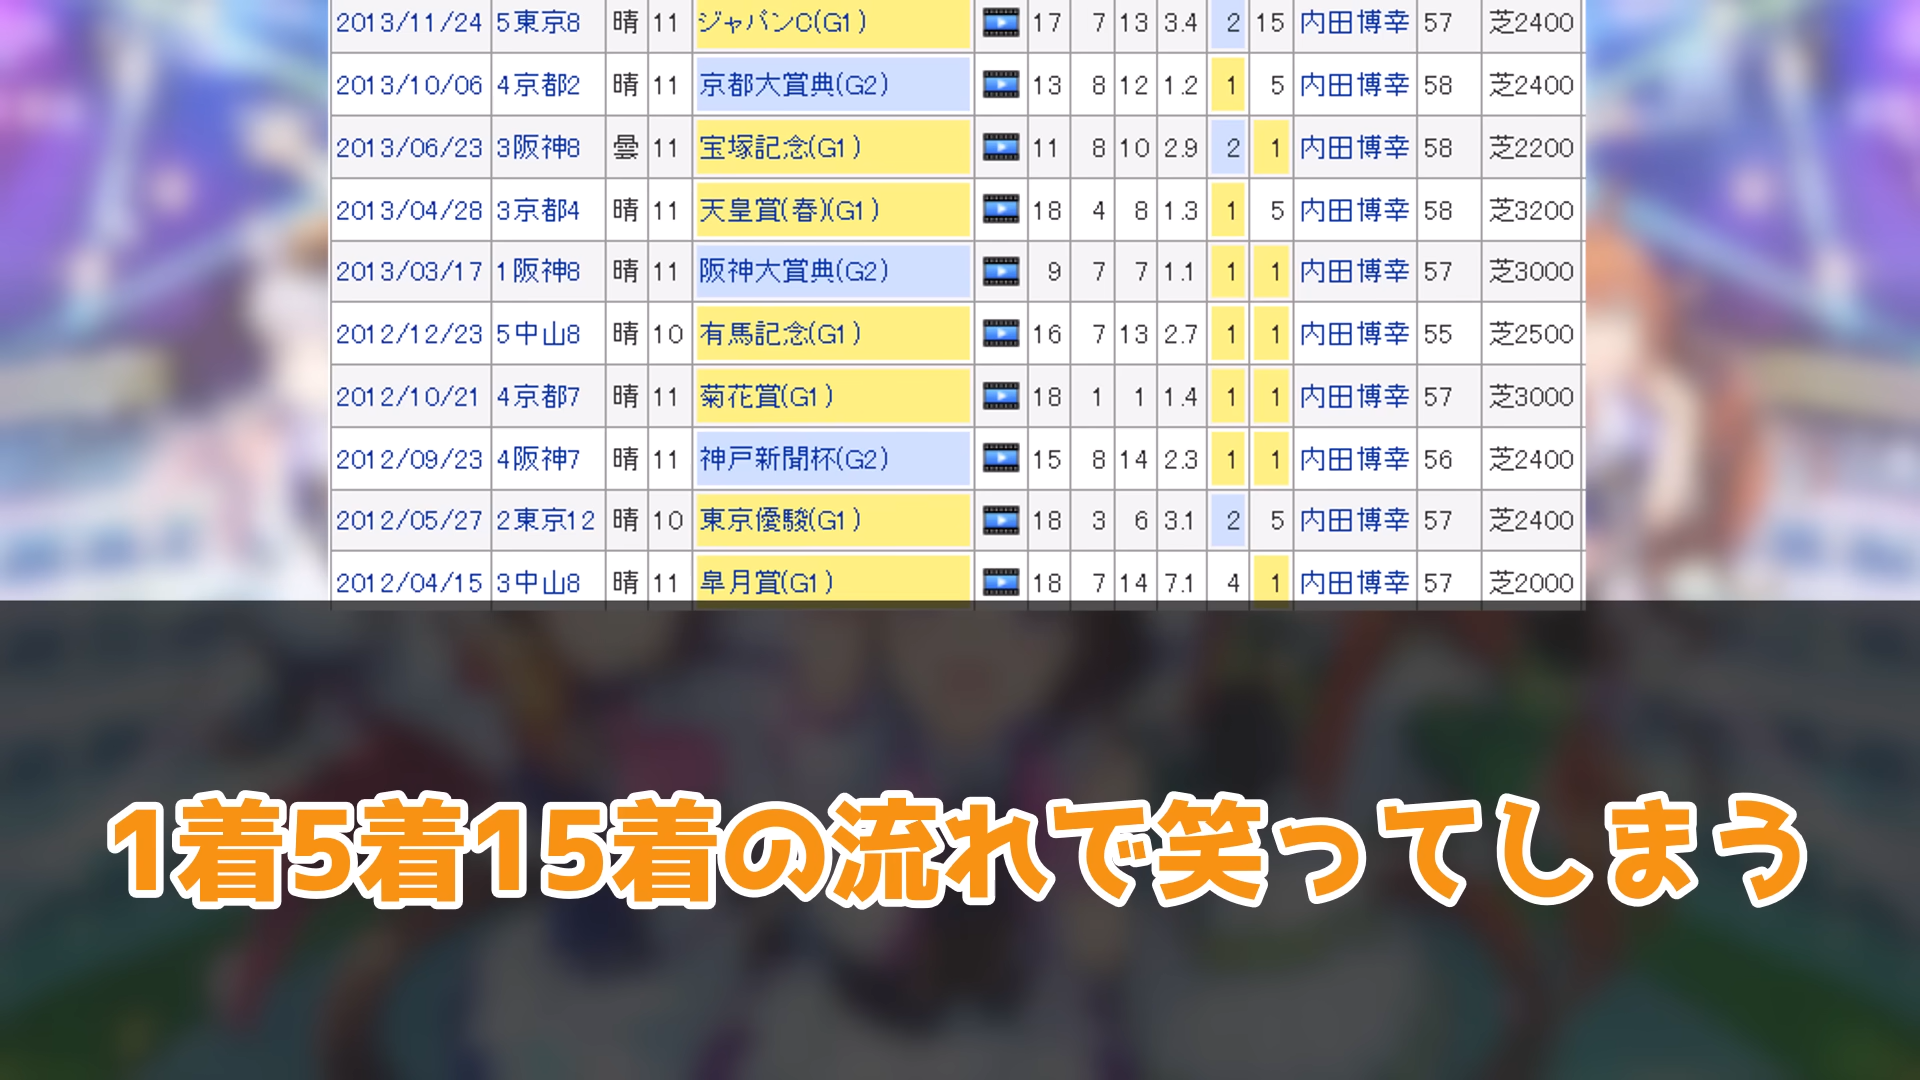 2013/11/24 5東京8 晴 11 ジャパンC(G1) 17 7 13 3.4 2 15 内田博幸 57 芝2400
2013/10/06 4京都2 晴 11 京都大賞典(G2) 13 8 12 1.2 1 5 内田博幸 58 芝2400
2013/06/23 3阪神8 曇 11 宝塚記念(G1) 11 8 10 2.9 2 1 内田博幸 58 芝2200
2013/04/28 3京都4 晴 11 天皇賞(春)(G1) 18 4 8 1.3 1 5 内田博幸 58 芝3200
2013/03/17 1阪神8 晴 11 阪神大賞典(G2) 9 7 7 1.1 1 1 内田博幸 57 芝3000
2012/12/23 5中山8 晴 10 有馬記念(G1) 16 7 13 2.7 1 1 内田博幸 55 芝2500
2012/10/21 4京都7 晴 11 菊花賞(G1) 18 1 1 1.4 1 1 内田博幸 57 芝3000
2012/09/23 4阪神7 晴 11 神戸新聞杯(G2) 15 8 14 2.3 1 1 内田博幸 56 芝2400
2012/05/27 2東京12 晴 10 東京優駿(G1) 18 3 6 3.1 2 5 内田博幸 57 芝2400
2012/04/15 3中山8 晴 11 皐月賞(G1) 18 7 14 7.1 4 1 内田博幸 57 芝2000
1着5着15着の流れで笑ってしまう